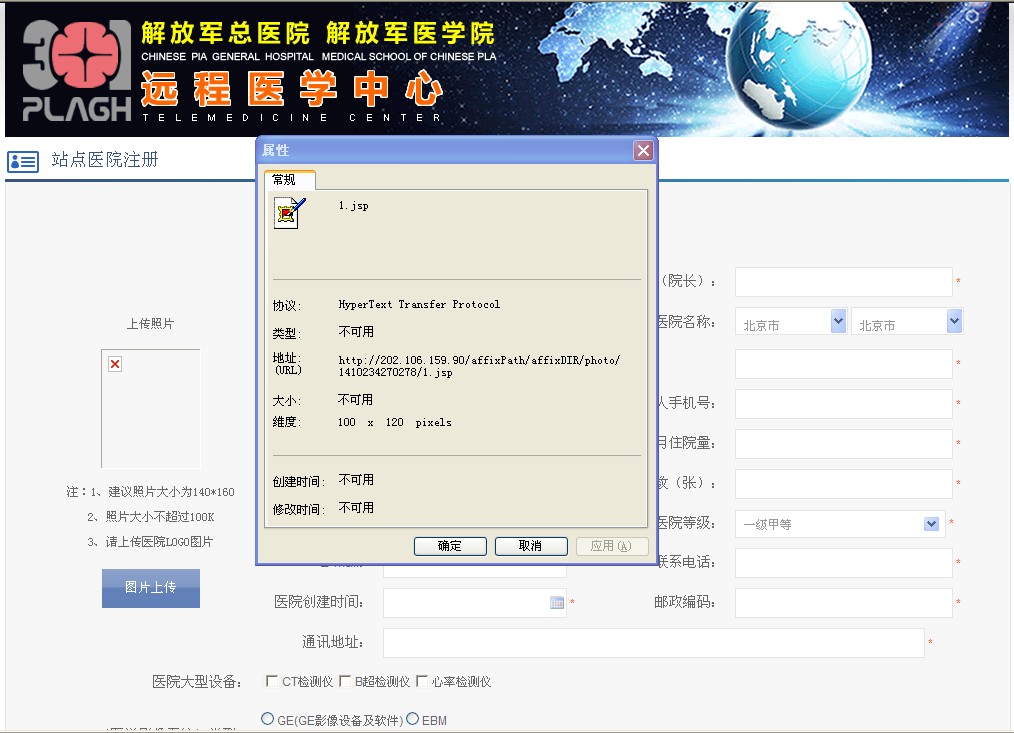 301
PLAGH
解放军总医院 解放军医学院
CHINESE PIA GENERAL HOSPITAL MEDICAL SCHOOL OF CHINESE PLA
远程医学中心
TELEMEDICINE CENTER
站点医院注册
属性
常规
1.jsp
协议: HyperText Transfer Protocol
类型: 不可用
地址: (URL) http://202.106.159.90/affixPath/affixDIR/photo/
1410234270278/1.jsp
大小: 不可用
维度: 100 x 120 pixels
创建时间: 不可用
修改时间: 不可用
确定 取消 应用(A)
上传照片
注：1、建议照片大小为140*160
2、照片大小不超过100K
3、请上传医院LOGO图片
图片上传
（院长）： *
医院名称: 北京市 北京市
*
人手机号: *
月住院量: *
（张）： *
医院等级: 一级甲等 *
联系电话: *
医院创建时间: * 邮政编码: *
通讯地址: *
医院大型设备: CT检测仪 B超检测仪 心率检测仪
GE(GE影像设备及软件) EBM